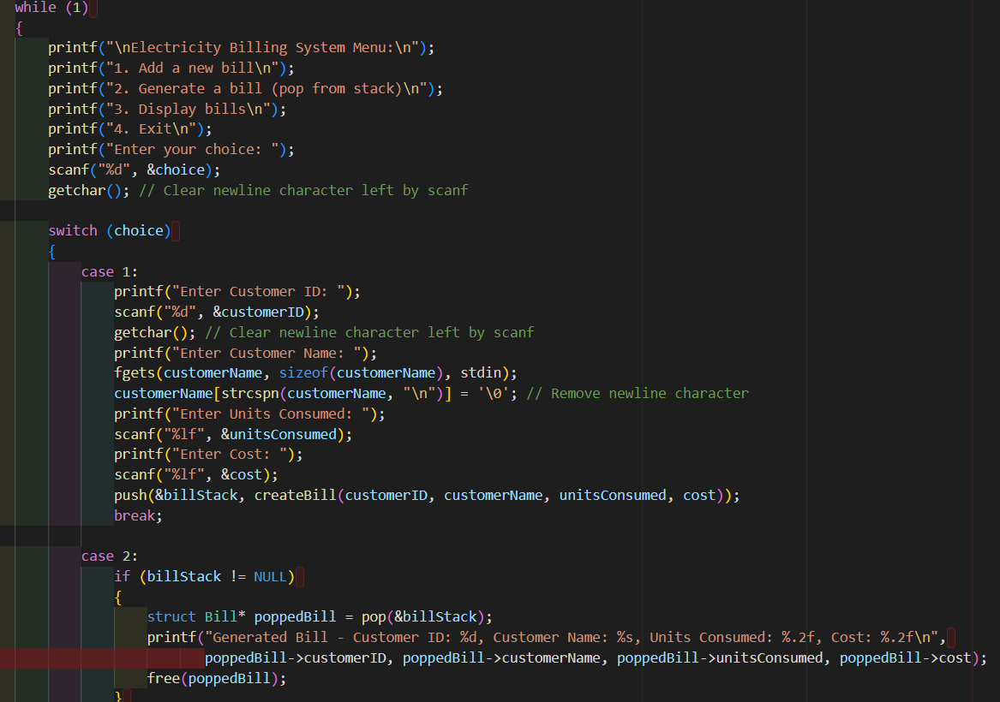 while (1)
{
printf("\nElectricity Billing System Menu:\n");
printf("1. Add a new bill\n");
printf("2. Generate a bill (pop from stack)\n");
printf("3. Display bills\n");
printf("4. Exit\n");
printf("Enter your choice: ");
scanf("%d", &choice);
getchar(); // Clear newline character left by scanf
switch (choice)
{
case 1:
printf("Enter Customer ID: ");
scanf("%d", &customerID);
getchar(); // Clear newline character left by scanf
printf("Enter Customer Name: ");
fgets(customerName, sizeof(customerName), stdin);
customerName[strcspn(customerName, "\n")] = '\0'; // Remove newline character
printf("Enter Units Consumed: ");
scanf("%lf", &unitsConsumed);
printf("Enter Cost: ");
scanf("%lf", &cost);
push(&billStack, createBill(customerID, customerName, unitsConsumed, cost));
break;
case 2:
if (billStack != NULL)
{
struct Bill* poppedBill = pop(&billStack);
printf("Generated Bill - Customer ID: %d, Customer Name: %s, Units Consumed: %.2f, Cost: %.2f\n",
poppedBill->customerID, poppedBill->customerName, poppedBill->unitsConsumed, poppedBill->cost);
free(poppedBill);
}